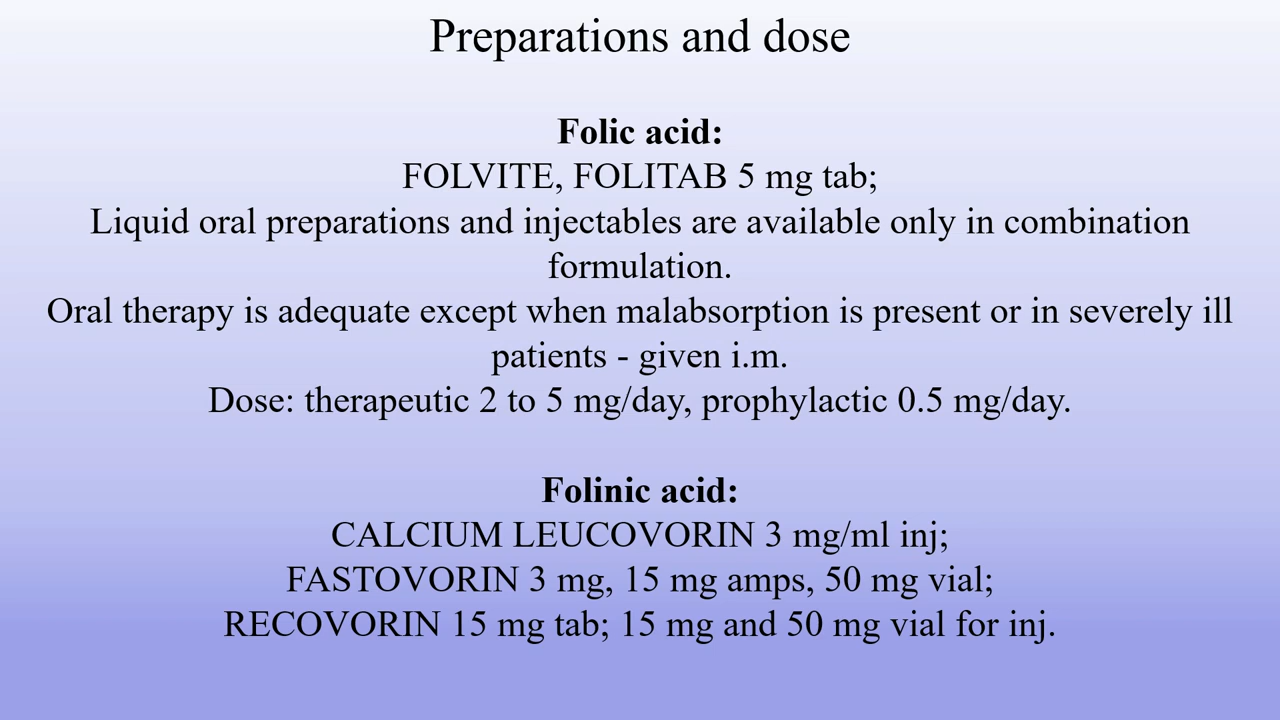 Preparations and dose
Folic acid:
FOLVITE, FOLITAB 5 mg tab;
Liquid oral preparations and injectables are available only in combination
formulation.
Oral therapy is adequate except when malabsorption is present or in severely ill
patients - given i.m.
Dose: therapeutic 2 to 5 mg/day, prophylactic 0.5 mg/day.
Folinic acid:
CALCIUM LEUCOVORIN 3 mg/ml inj;
FASTOVORIN 3 mg, 15 mg amps, 50 mg vial;
RECOVORIN 15 mg tab; 15 mg and 50 mg vial for inj.